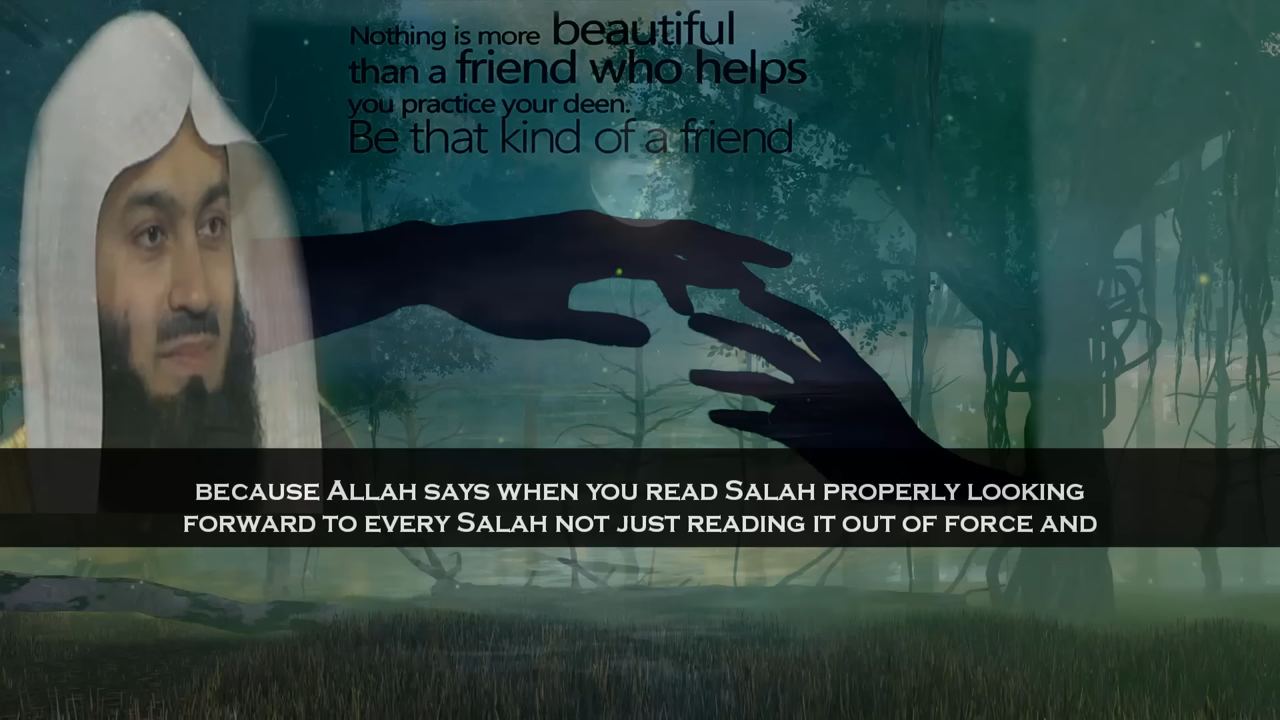 Nothing is more beautiful
than a friend who helps
you practice your deen.
Be that kind of a friend
BECAUSE ALLAH SAYS WHEN YOU READ SALAH PROPERLY LOOKING
FORWARD TO EVERY SALAH NOT JUST READING IT OUT OF FORCE AND